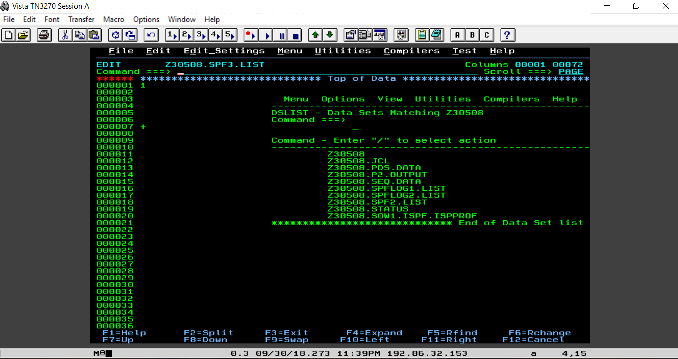 Vista TN3270 Session A
File Edit Font Transfer Macro Options Window Help
1 2 3 4 5 A B C ?
File Edit Edit_Settings Menu Utilities Compilers Test Help
EDIT Z30508.SPF3.LIST Columns 00001 00072
Command ===> Scroll ===> PAGE
****** ***************************** Top of Data ******************************
000001 1
000002
000003
000004 Menu Options View Utilities Compilers Help
000005 DSLIST - Data Sets Matching Z30508
000006 Command ===>
000007 + _
000008
000009 Command - Enter "/" to select action
000010
000011 Z30508
000012 Z30508.JCL
000013 Z30508.PDS.DATA
000014 Z30508.P2.OUTPUT
000015 Z30508.SEQ.DATA
000016 Z30508.SPFLOG1.LIST
000017 Z30508.SPFLOG2.LIST
000018 Z30508.SPF2.LIST
000019 Z30508.STATUS
000020 Z30508.SOW1.ISPF.ISPPROF
000021 **************************** End of Data Set list
000022
000023
000024
000025
000026
000027
000028
000029
000030
000031
000032
000033
000034
000035
000036
F1=Help F2=Split F3=Exit F4=Expand F5=Rfind F6=Rchange
F7=Up F8=Down F9=Swap F10=Left F11=Right F12=Cancel
0.3 09/30/18.273 11:39PM 192.86.32.153 a 4,15